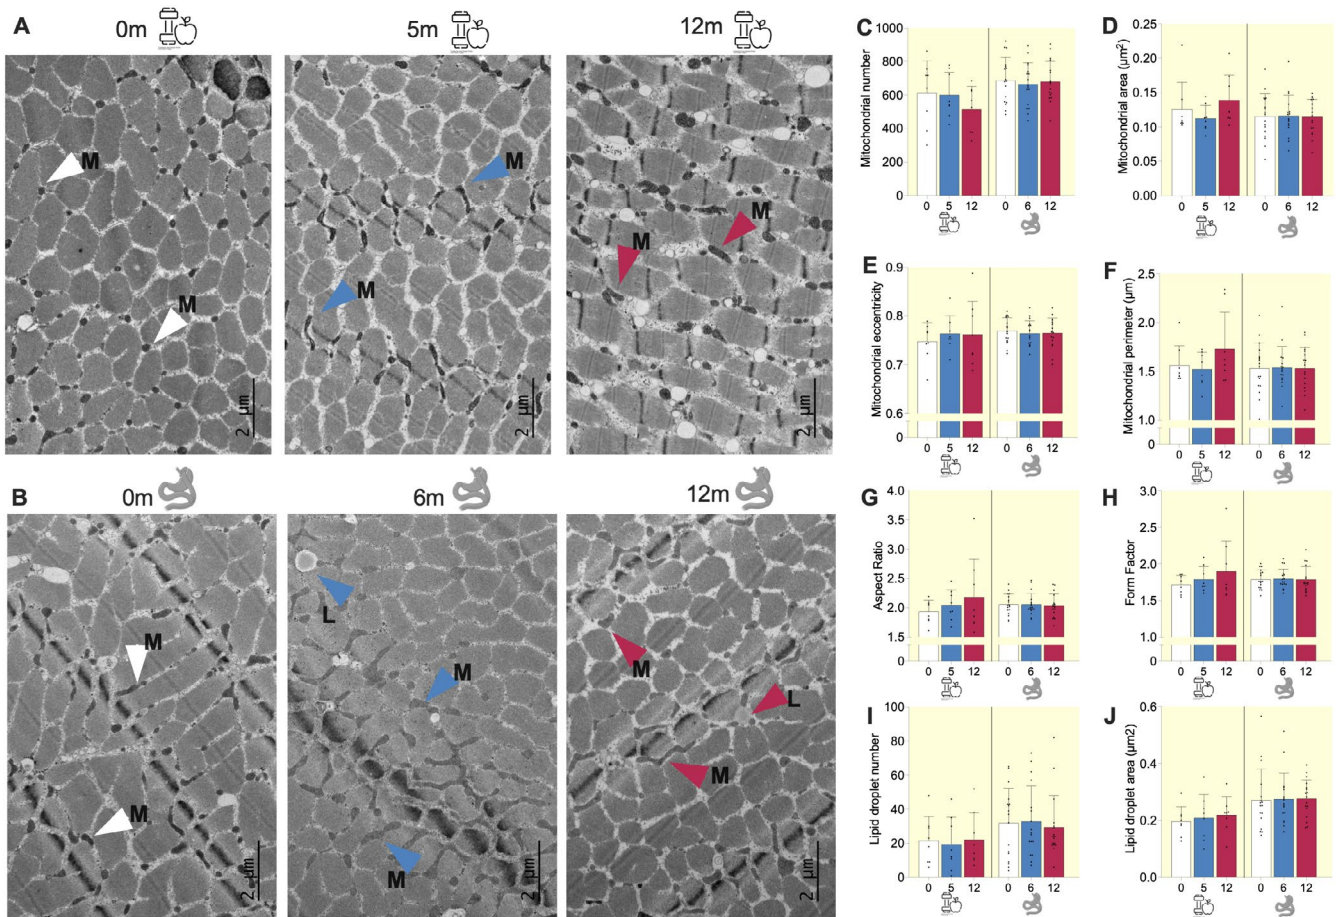 A
0m
5m
12m
M
M
2 µm
M
M
2 µm
M
M
2 µm
B
0m
6m
12m
M
M
2 µm
L
M
M
2 µm
M
L
M
2 µm
C
Mitochondrial number
1000
800
600
400
200
0
0 5 12 0 6 12
D
Mitochondrial area (µm²)
0.25
0.20
0.15
0.10
0.05
0.00
0 5 12 0 6 12
E
Mitochondrial eccentricity
0.9
0.8
0.7
0.6
0
0 5 12 0 6 12
F
Mitochondrial perimeter (µm)
2.5
2.0
1.5
1.0
0
0 5 12 0 6 12
G
Aspect Ratio
4.0
3.5
3.0
2.5
2.0
1.5
0
0 5 12 0 6 12
H
Form Factor
3.0
2.5
2.0
1.5
1.0
0
0 5 12 0 6 12
I
Lipid droplet number
100
80
60
40
20
0
0 5 12 0 6 12
J
Lipid droplet area (µm2)
0.6
0.4
0.2
0.0
0 5 12 0 6 12